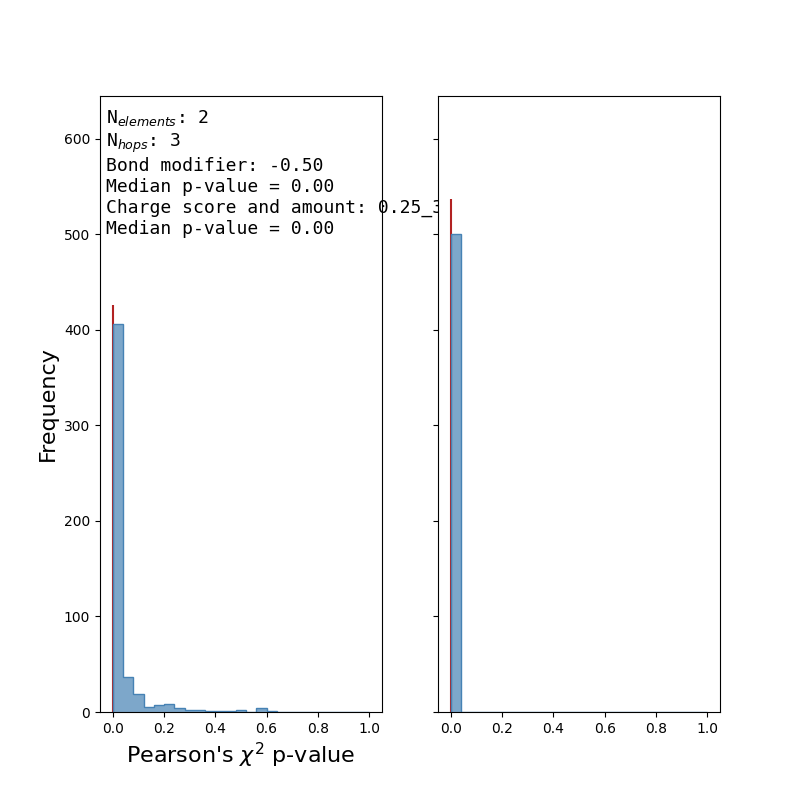 N_elements: 2
N_hops: 3
Bond modifier: -0.50
Median p-value = 0.00
Charge score and amount: 0.25_3
Median p-value = 0.00
600
500
400
300
200
100
0
Frequency
0.0 0.2 0.4 0.6 0.8 1.0
0.0 0.2 0.4 0.6 0.8 1.0
Pearson's χ² p-value